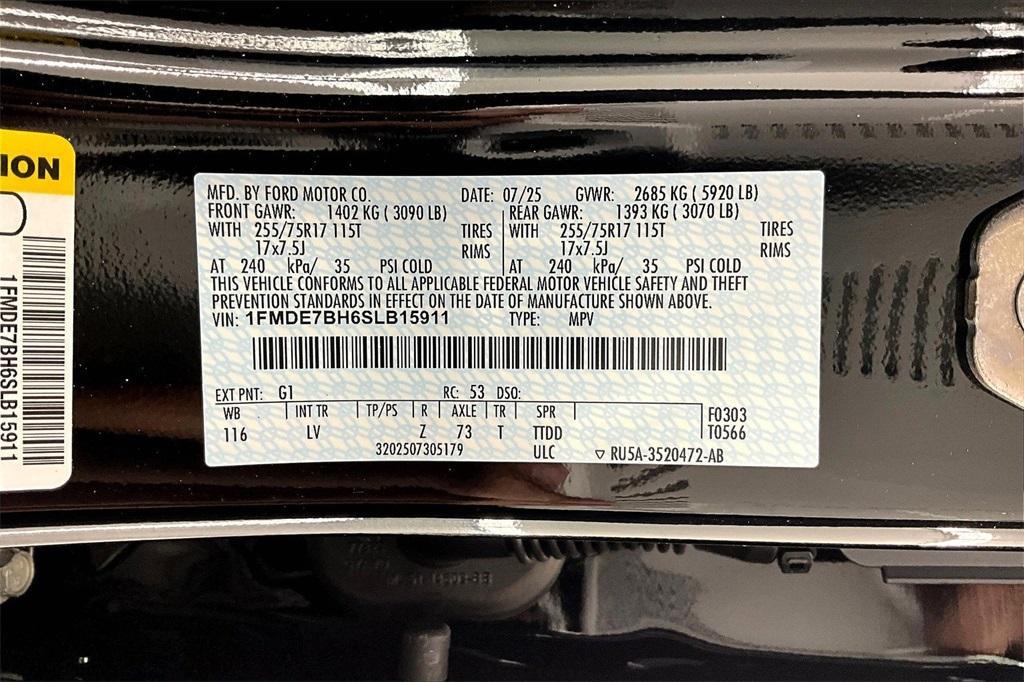 ION
1FMDE7BH6SLB15911
MFD. BY FORD MOTOR CO. DATE: 07/25 GVWR: 2685 KG ( 5920 LB)
FRONT GAWR: 1402 KG ( 3090 LB) REAR GAWR: 1393 KG ( 3070 LB)
WITH 255/75R17 115T TIRES WITH 255/75R17 115T TIRES
17x7.5J RIMS 17x7.5J RIMS
AT 240 kPa/ 35 PSI COLD AT 240 kPa/ 35 PSI COLD
THIS VEHICLE CONFORMS TO ALL APPLICABLE FEDERAL MOTOR VEHICLE SAFETY AND THEFT
PREVENTION STANDARDS IN EFFECT ON THE DATE OF MANUFACTURE SHOWN ABOVE.
VIN: 1FMDE7BH6SLB15911 TYPE: MPV
EXT PNT: G1 RC: 53 DSO:
WB INT TR TP/PS R AXLE TR SPR F0303
116 LV Z 73 T TTDD T0566
3202507305179 ULC ▽ RU5A-3520472-AB